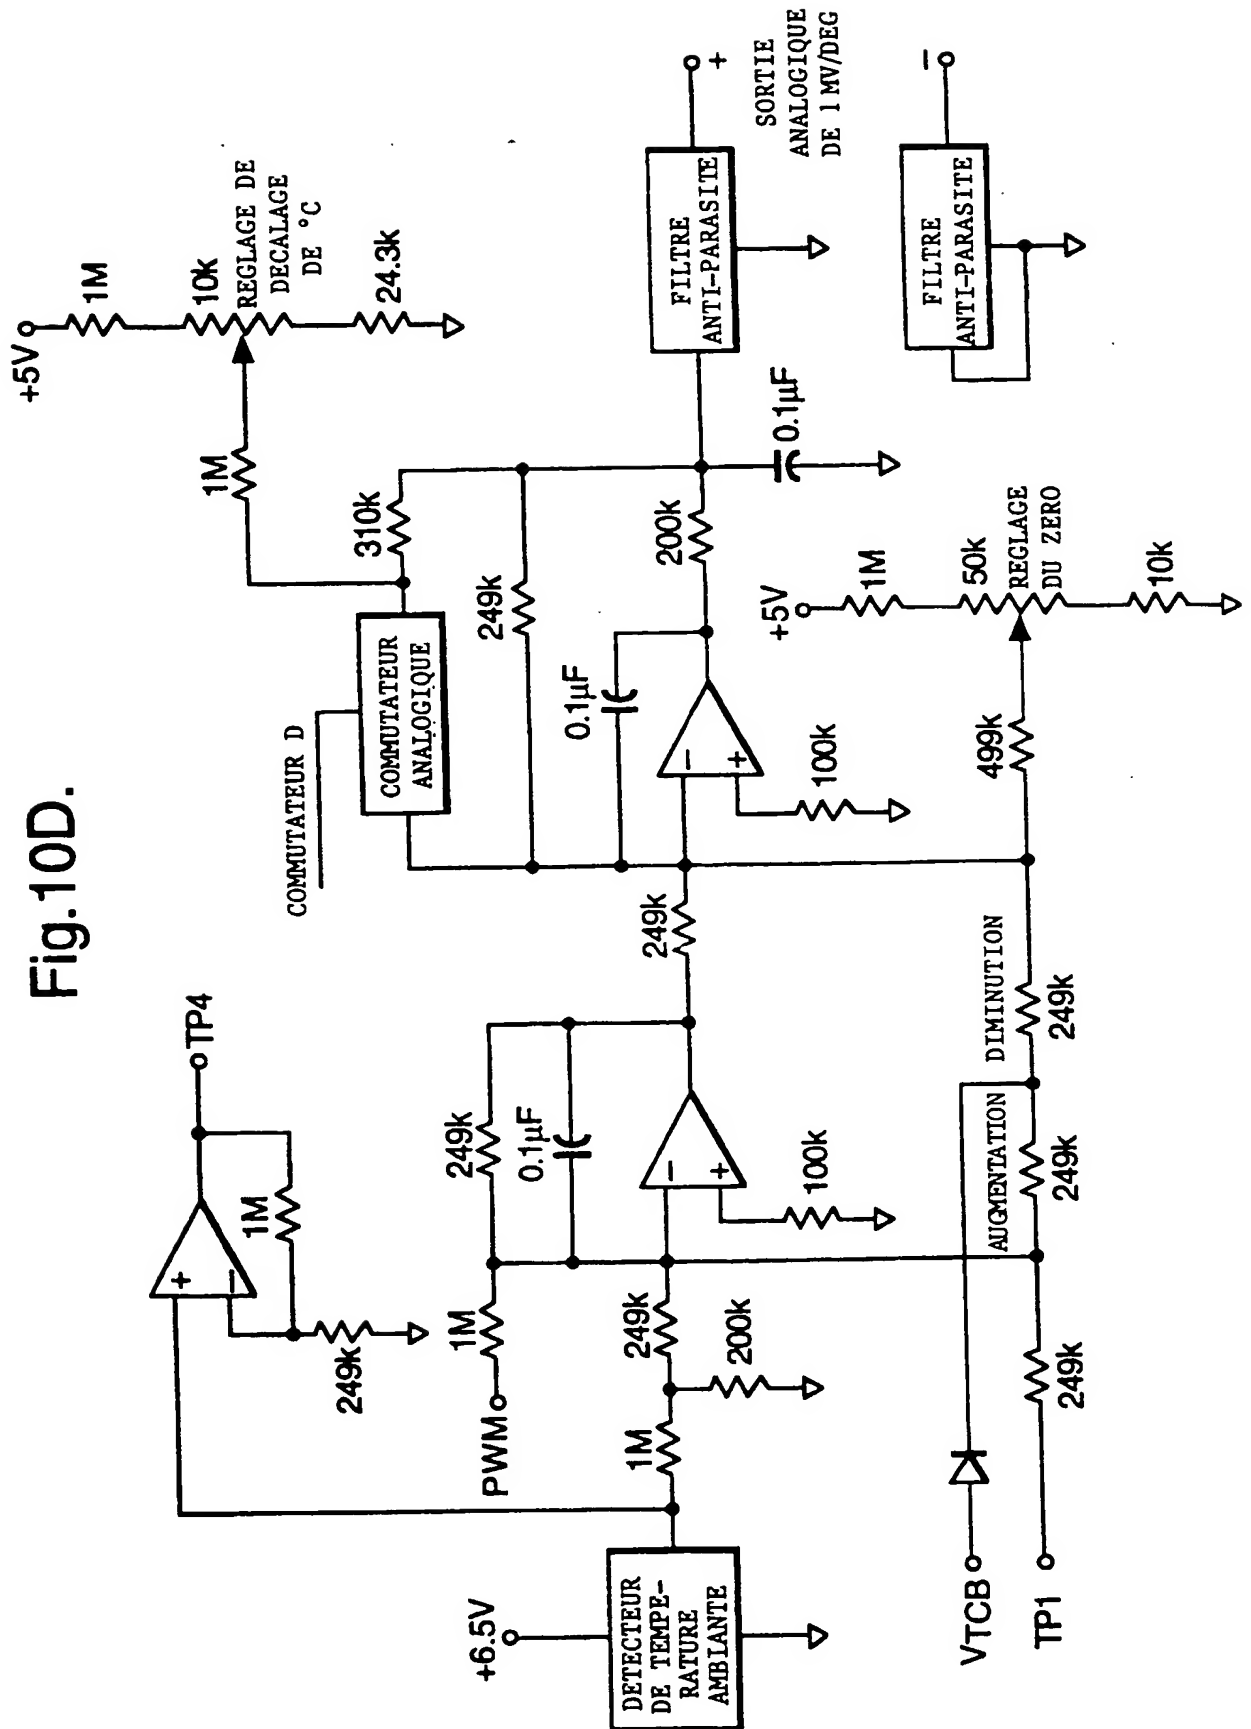 Fig.10D.
+5V
1M
10k
REGLAGE DE
DECALAGE
DE °C
24.3k
1M
COMMUTATEUR D
COMMUTATEUR
ANALOGIQUE
310k
249k
0.1µF
200k
FILTRE
ANTI-PARASITE
+
SORTIE
ANALOGIQUE
DE 1 MV/DEG
FILTRE
ANTI-PARASITE
−
0.1µF
−
+
100k
249k
+5V
1M
50k
REGLAGE
DU ZERO
10k
499k
TP4
+
−
1M
249k
PWM
1M
249k
0.1µF
−
+
100k
249k
200k
1M
+6.5V
DETECTEUR
DE TEMPE-
RATURE
AMBIANTE
AUGMENTATION
DIMINUTION
249k
249k
249k
VTCB
TP1